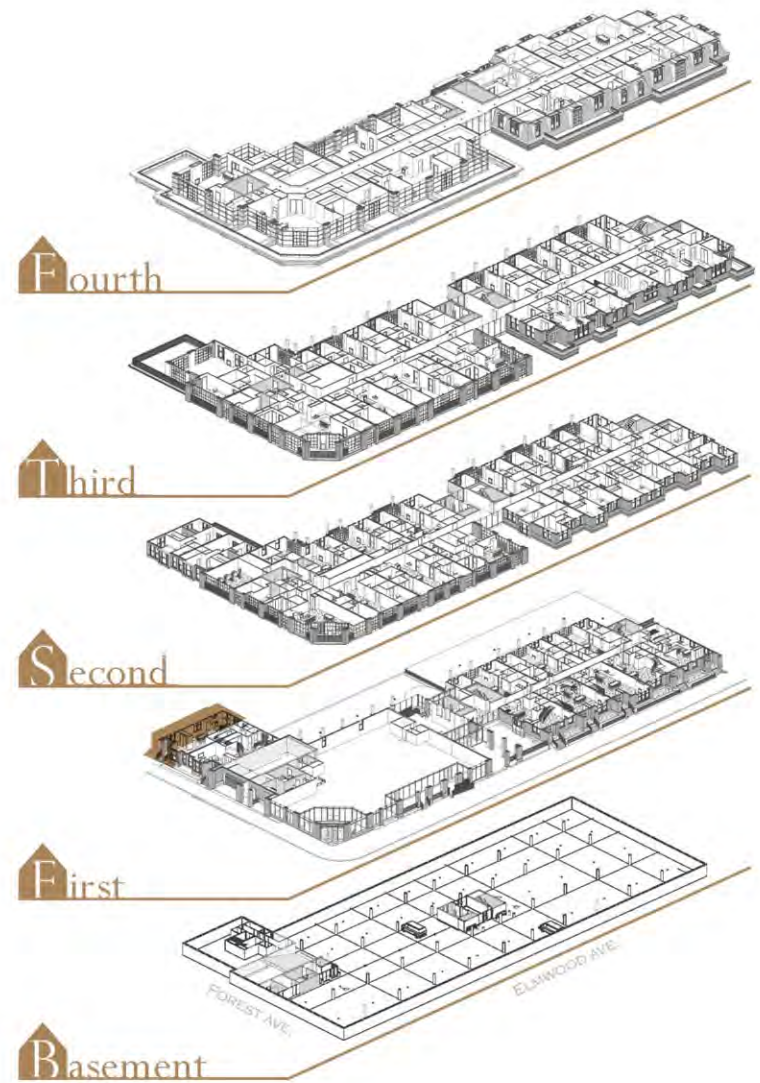 Fourth
Third
Second
First
FOREST AVE.
ELMWOOD AVE.
Basement